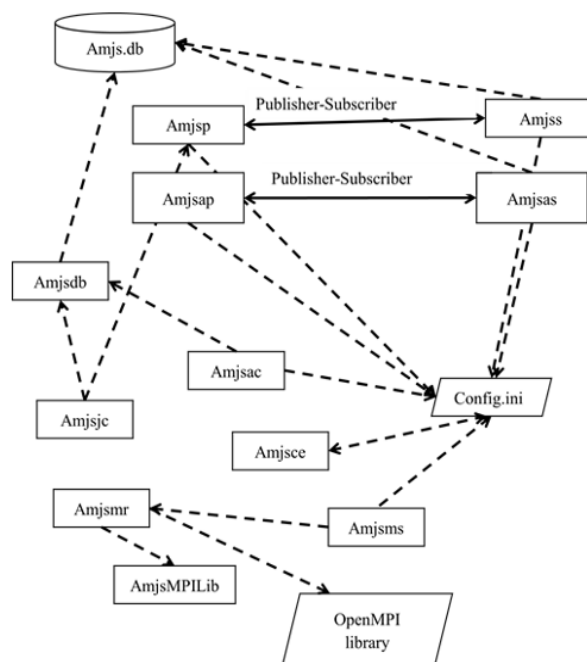 Amjs.db
Publisher-Subscriber
Amjsp
Amjss
Publisher-Subscriber
Amjsap
Amjsas
Amjsdb
Amjsac
Config.ini
Amjsjc
Amjsce
Amjsmr
Amjsms
AmjsMPILib
OpenMPI
library